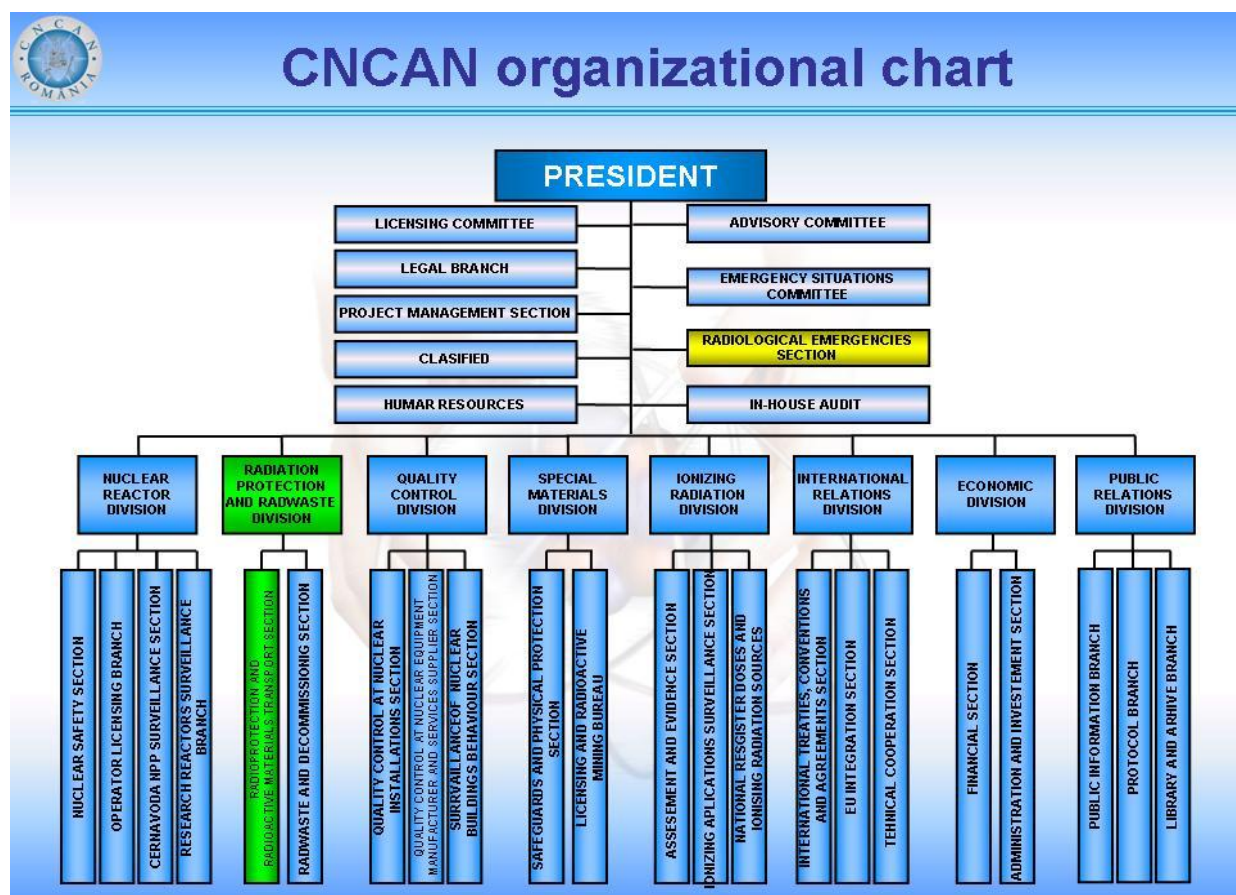 CNCAN
ROMÂNIA
CNCAN organizational chart
PRESIDENT
LICENSING COMMITTEE
ADVISORY COMMITTEE
LEGAL BRANCH
EMERGENCY SITUATIONS
COMMITTEE
PROJECT MANAGEMENT SECTION
RADIOLOGICAL EMERGENCIES
SECTION
CLASIFIED
HUMAR RESOURCES
IN-HOUSE AUDIT
NUCLEAR
REACTOR
DIVISION
RADIATION
PROTECTION
AND RADWASTE
DIVISION
QUALITY
CONTROL
DIVISION
SPECIAL
MATERIALS
DIVISION
IONIZING
RADIATION
DIVISION
INTERNATIONAL
RELATIONS
DIVISION
ECONOMIC
DIVISION
PUBLIC
RELATIONS
DIVISION
NUCLEAR SAFETY SECTION
OPERATOR LICENSING BRANCH
CERNAVODA NPP SURVEILLANCE SECTION
RESEARCH REACTORS SURVEILLANCE
BRANCH
RADIOPROTECTION AND
RADIOACTIVE MATERIALS TRANSPORT SECTION
RADWASTE AND DECOMMISSIONIG SECTION
QUALITY CONTROL AT NUCLEAR
INSTALLATIONS SECTION
QUALITY CONTROL AT NUCLEAR EQUIPMENT
MANUFACTURER AND SERVICES SUPPLIER SECTION
SURRVAILLANCEOF NUCLEAR
BUILDINGS BEHAVIOUR SECTION
SAFEGUARDS AND PHYSICAL PROTECTION
SECTION
LICENSING AND RADIOACTIVE
MINING BUREAU
ASSESSMENT AND EVIDENCE SECTION
IONIZING APPLICATIONS SURVEILLANCE SECTION
NATIONAL RESGISTER DOSES AND
IONISING RADIATION SOURCES
INTERNATIONAL TREATIES, CONVENTIONS
AND AGREEMENTS SECTION
EU INTEGRATION SECTION
TEHNICAL COOPERATION SECTION
FINANCIAL SECTION
ADMINISTRATION AND INVESTEMENT SECTION
PUBLIC INFORMATION BRANCH
PROTOCOL BRANCH
LIBRARY AND ARHIVE BRANCH